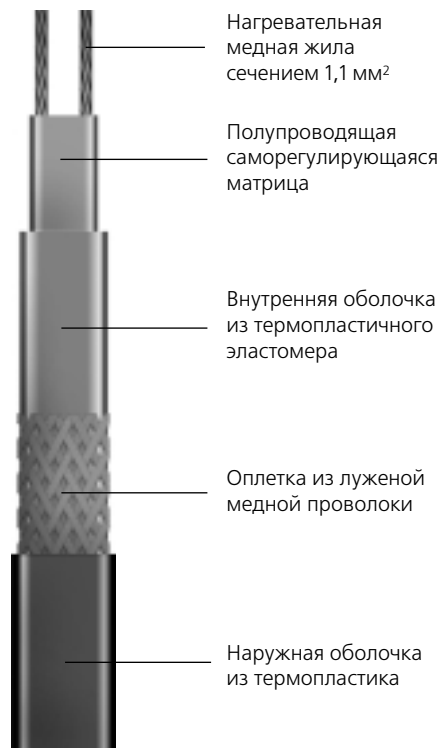 Нагревательная
медная жила
сечением 1,1 мм²
Полупроводящая
саморегулирующаяся
матрица
Внутренняя оболочка
из термопластичного
эластомера
Оплетка из луженой
медной проволоки
Наружная оболочка
из термопластика